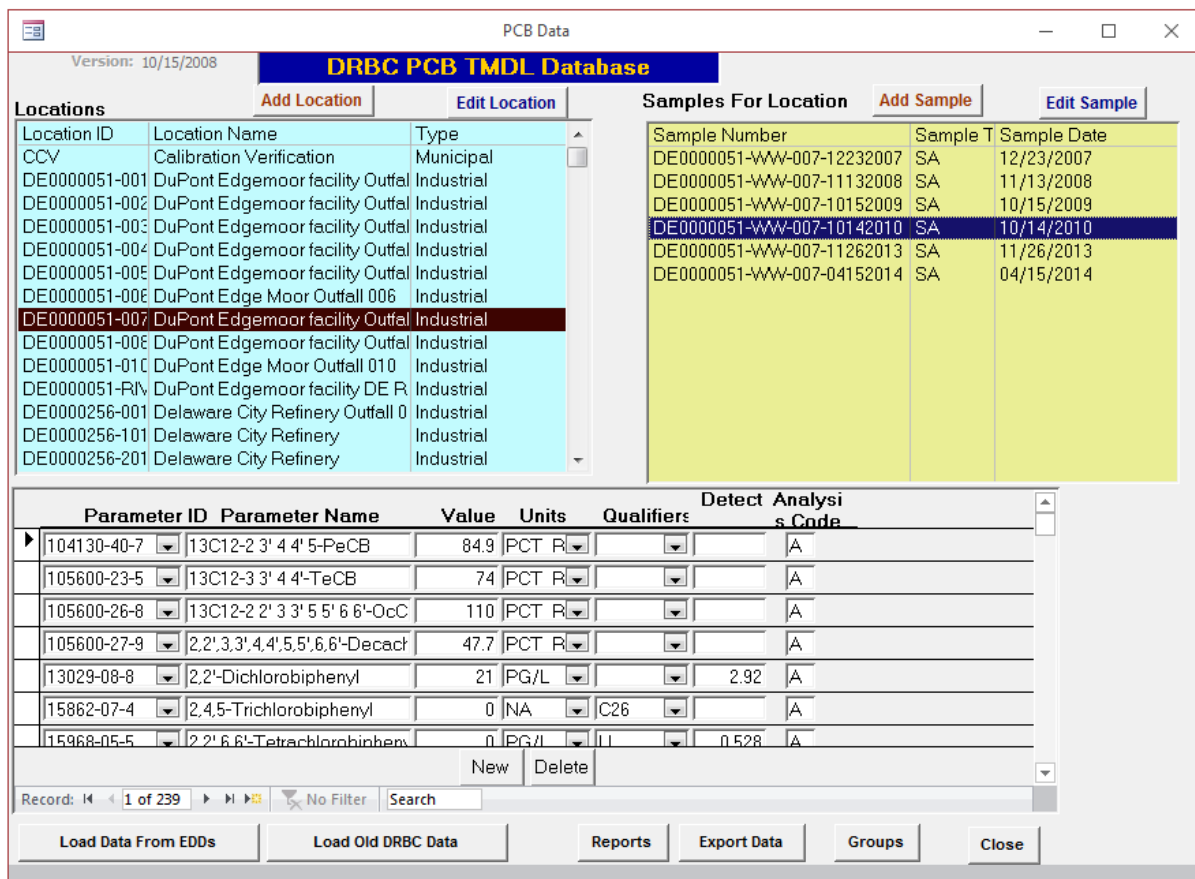 PCB Data
Version: 10/15/2008
DRBC PCB TMDL Database
Locations Add Location Edit Location
Samples For Location Add Sample Edit Sample
Location ID Location Name Type
CCV Calibration Verification Municipal
DE0000051-001 DuPont Edgemoor facility Outfal Industrial
DE0000051-002 DuPont Edgemoor facility Outfal Industrial
DE0000051-003 DuPont Edgemoor facility Outfal Industrial
DE0000051-004 DuPont Edgemoor facility Outfal Industrial
DE0000051-005 DuPont Edgemoor facility Outfal Industrial
DE0000051-006 DuPont Edge Moor Outfall 006 Industrial
DE0000051-007 DuPont Edgemoor facility Outfal Industrial
DE0000051-008 DuPont Edgemoor facility Outfal Industrial
DE0000051-010 DuPont Edge Moor Outfall 010 Industrial
DE0000051-RIV DuPont Edgemoor facility DE R Industrial
DE0000256-001 Delaware City Refinery Outfall 0 Industrial
DE0000256-101 Delaware City Refinery Industrial
DE0000256-201 Delaware City Refinery Industrial
Sample Number Sample T Sample Date
DE0000051-WW-007-12232007 SA 12/23/2007
DE0000051-WW-007-11132008 SA 11/13/2008
DE0000051-WW-007-10152009 SA 10/15/2009
DE0000051-WW-007-10142010 SA 10/14/2010
DE0000051-WW-007-11262013 SA 11/26/2013
DE0000051-WW-007-04152014 SA 04/15/2014
Parameter ID Parameter Name Value Units Qualifiers Detect Analysi
s Code
104130-40-7 13C12-2 3' 4 4' 5-PeCB 84.9 PCT R A
105600-23-5 13C12-3 3' 4 4'-TeCB 74 PCT R A
105600-26-8 13C12-2 2' 3 3' 5 5' 6 6'-OcC 110 PCT R A
105600-27-9 2,2',3,3',4,4',5,5',6,6'-Decach 47.7 PCT R A
13029-08-8 2,2'-Dichlorobiphenyl 21 PG/L 2.92 A
15862-07-4 2,4,5-Trichlorobiphenyl 0 NA C26 A
15968-05-5 2,2',6,6'-Tetrachlorobipheny 0 PG/L U 0.528 A
New Delete
Record: 1 of 239 No Filter Search
Load Data From EDDs Load Old DRBC Data Reports Export Data Groups Close